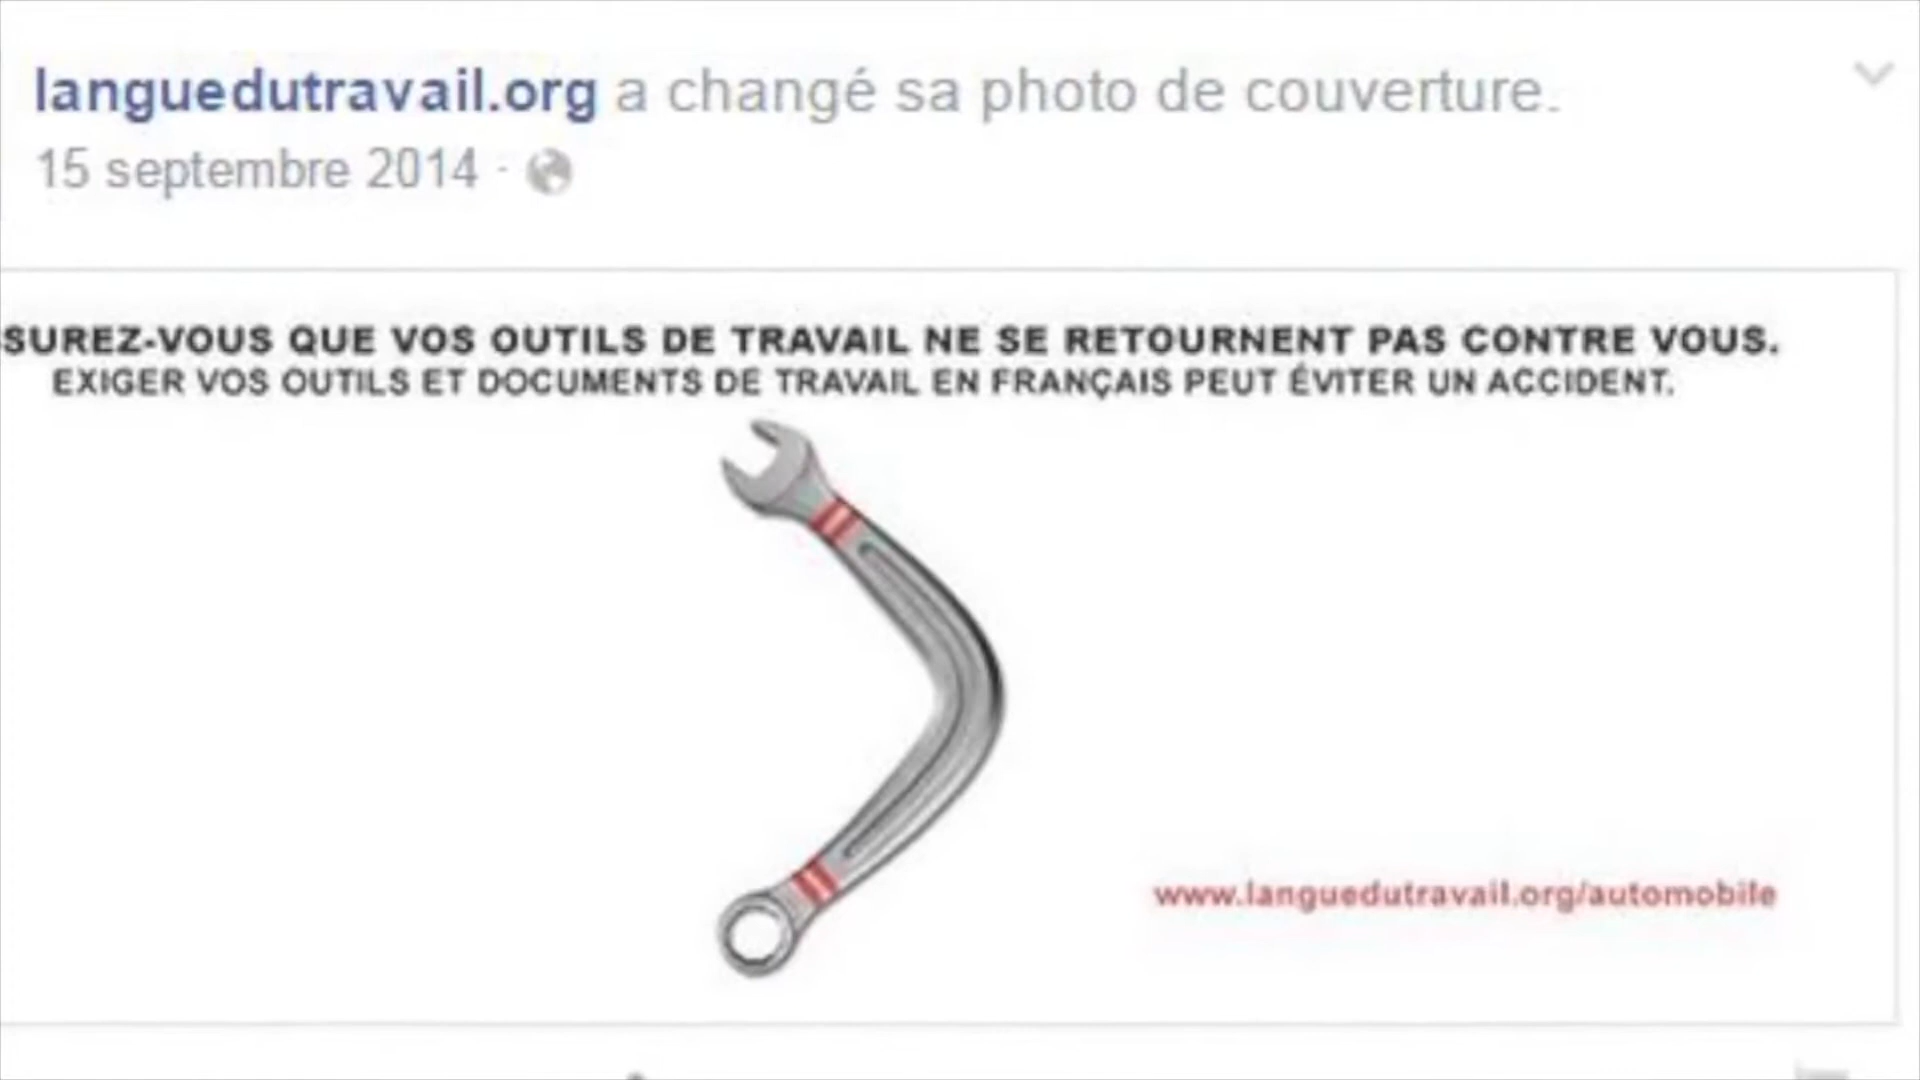 languedutravail.org a changé sa photo de couverture.
15 septembre 2014 ·
SUREZ-VOUS QUE VOS OUTILS DE TRAVAIL NE SE RETOURNENT PAS CONTRE VOUS.
EXIGER VOS OUTILS ET DOCUMENTS DE TRAVAIL EN FRANÇAIS PEUT ÉVITER UN ACCIDENT.
www.languedutravail.org/automobile